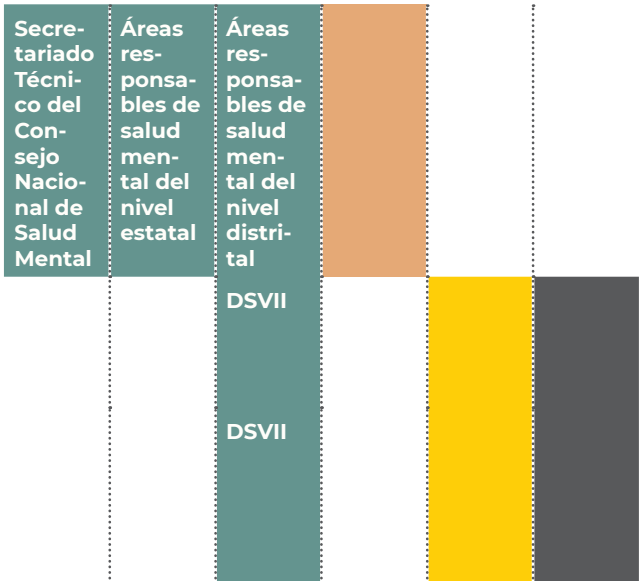 Secre-
tariado
Técni-
co del
Con-
sejo
Nacio-
nal de
Salud
Mental
Áreas
res-
ponsa-
bles de
salud
men-
tal del
nivel
estatal
Áreas
res-
ponsa-
bles de
salud
men-
tal del
nivel
distri-
tal
DSVII
DSVII